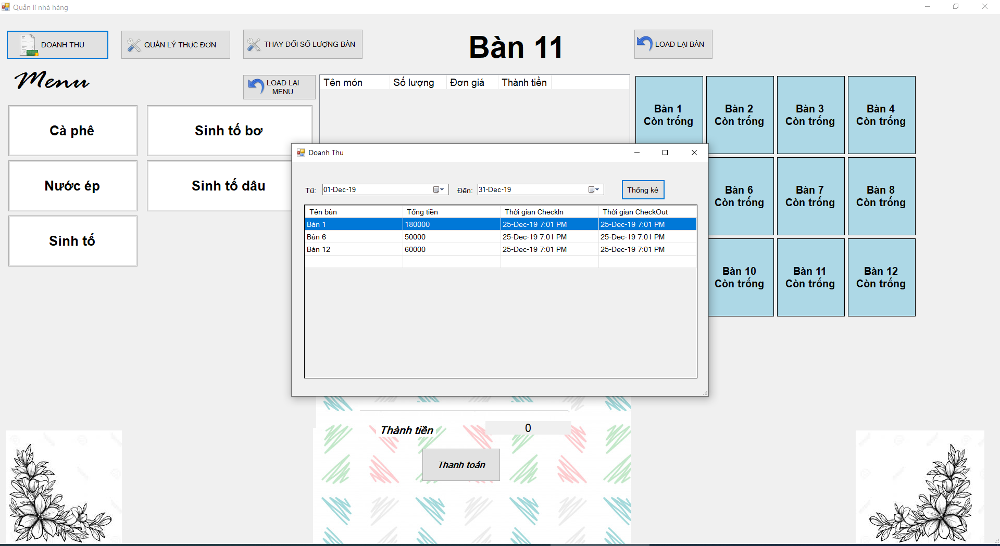 Quản lí nhà hàng
DOANH THU
QUẢN LÝ THỰC ĐƠN
THAY ĐỔI SỐ LƯỢNG BÀN
Bàn 11
LOAD LẠI BÀN
Menu
LOAD LẠI
MENU
Tên món Số lượng Đơn giá Thành tiền
Cà phê
Sinh tố bơ
Nước ép
Sinh tố dâu
Sinh tố
Bàn 1
Còn trống
Bàn 2
Còn trống
Bàn 3
Còn trống
Bàn 4
Còn trống
Bàn 6
Còn trống
Bàn 7
Còn trống
Bàn 8
Còn trống
Bàn 10
Còn trống
Bàn 11
Còn trống
Bàn 12
Còn trống
Doanh Thu
Từ: 01-Dec-19 Đến: 31-Dec-19 Thống kê
Tên bàn Tổng tiền Thời gian CheckIn Thời gian CheckOut
Bàn 1 180000 25-Dec-19 7:01 PM 25-Dec-19 7:01 PM
Bàn 6 50000 25-Dec-19 7:01 PM 25-Dec-19 7:01 PM
Bàn 12 60000 25-Dec-19 7:01 PM 25-Dec-19 7:01 PM
Thành tiền 0
Thanh toán